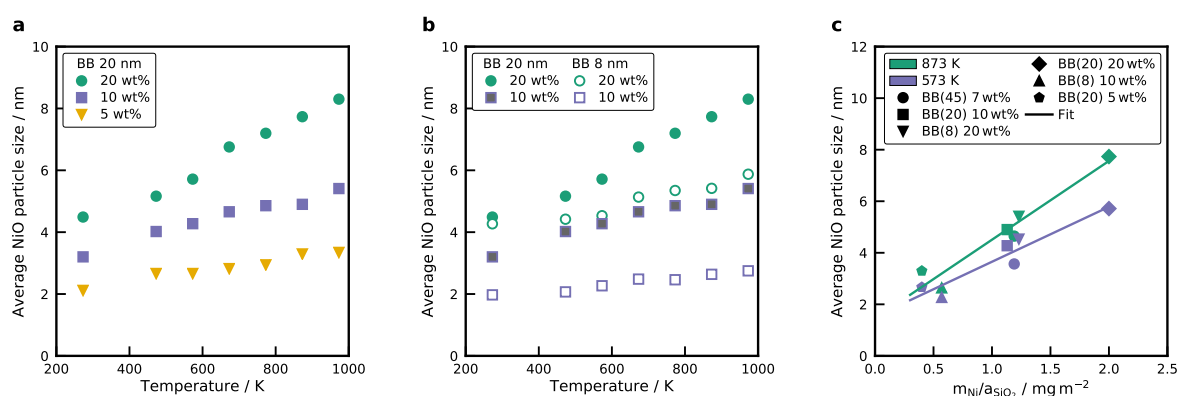 a
Average NiO particle size / nm
10
8
6
4
2
0
BB 20 nm
20 wt%
10 wt%
5 wt%
200
400
600
800
1000
Temperature / K
b
Average NiO particle size / nm
10
8
6
4
2
0
BB 20 nm
BB 8 nm
20 wt%
20 wt%
10 wt%
10 wt%
200
400
600
800
1000
Temperature / K
c
Average NiO particle size / nm
12
10
8
6
4
2
0
873 K
573 K
BB(45) 7 wt%
BB(20) 10 wt%
BB(8) 20 wt%
BB(20) 20 wt%
BB(8) 10 wt%
BB(20) 5 wt%
Fit
0.0
0.5
1.0
1.5
2.0
2.5
mNi/aSiO₂ / mg m⁻²